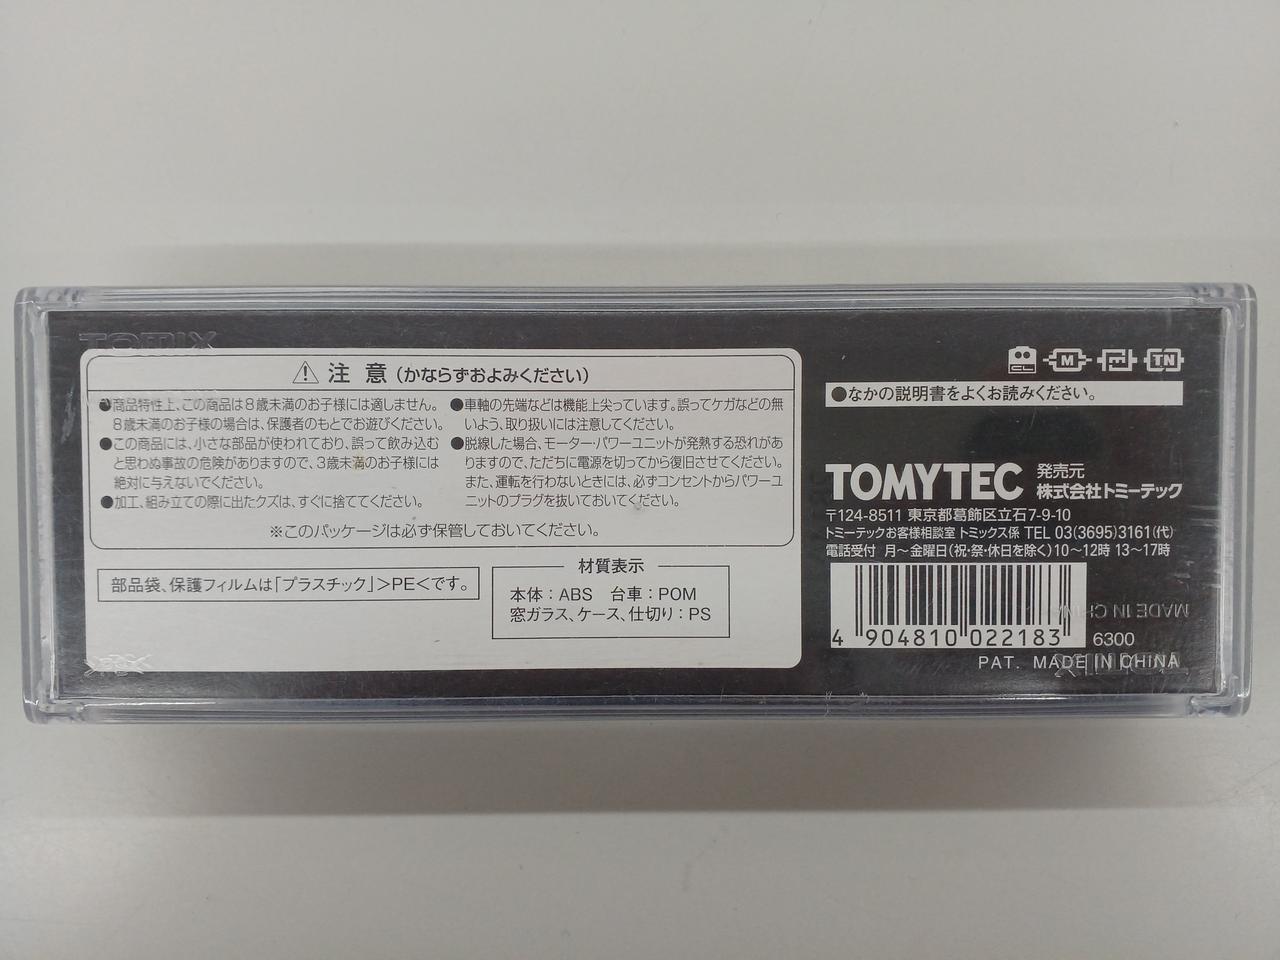 TOMIX
⚠ 注 意 (かならずおよみください)
●商品特性上、この商品は8歳未満のお子様には適しません。
8歳未満のお子様の場合は、保護者のもとでお遊びください。
●この商品には、小さな部品が使われており、誤って飲み込む
と思わぬ事故の危険がありますので、3歳未満のお子様には
絶対に与えないでください。
●加工、組み立ての際に出たクズは、すぐに捨ててください。
●車軸の先端などは機能上尖っています。誤ってケガなどの無
いよう、取り扱いには注意してください。
●脱線した場合、モーター・パワーユニットが発熱する恐れがあ
りますので、ただちに電源を切ってから復旧させてください。
また、運転を行わないときには、必ずコンセントからパワーユ
ニットのプラグを抜いておいてください。
※このパッケージは必ず保管しておいてください。
部品袋、保護フィルムは「プラスチック」>PE<です。
材質表示
本体:ABS 台車:POM
窓ガラス、ケース、仕切り:PS
CL M TN
●なかの説明書をよくお読みください。
TOMYTEC 発売元
株式会社トミーテック
〒124-8511 東京都葛飾区立石7-9-10
トミーテックお客様相談室 トミックス係 TEL 03(3695)3161(代)
電話受付 月〜金曜日(祝・祭・休日を除く)10〜12時 13〜17時
MADE IN CHINA
4 904810 022183
6300
PAT. MADE IN CHINA